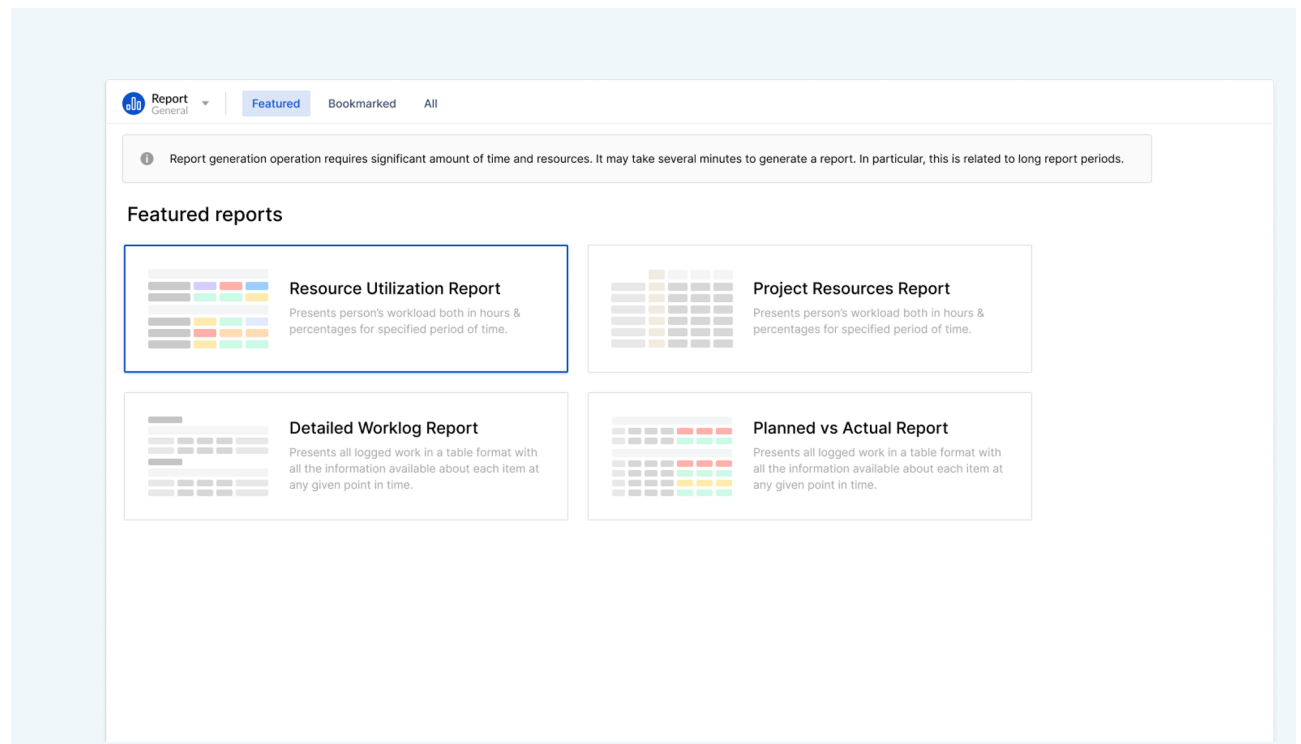 Report
General
Featured
Bookmarked
All
Report generation operation requires significant amount of time and resources. It may take several minutes to generate a report. In particular, this is related to long report periods.
Featured reports
Resource Utilization Report
Presents person's workload both in hours &
percentages for specified period of time.
Project Resources Report
Presents person's workload both in hours &
percentages for specified period of time.
Detailed Worklog Report
Presents all logged work in a table format with
all the information available about each item at
any given point in time.
Planned vs Actual Report
Presents all logged work in a table format with
all the information available about each item at
any given point in time.